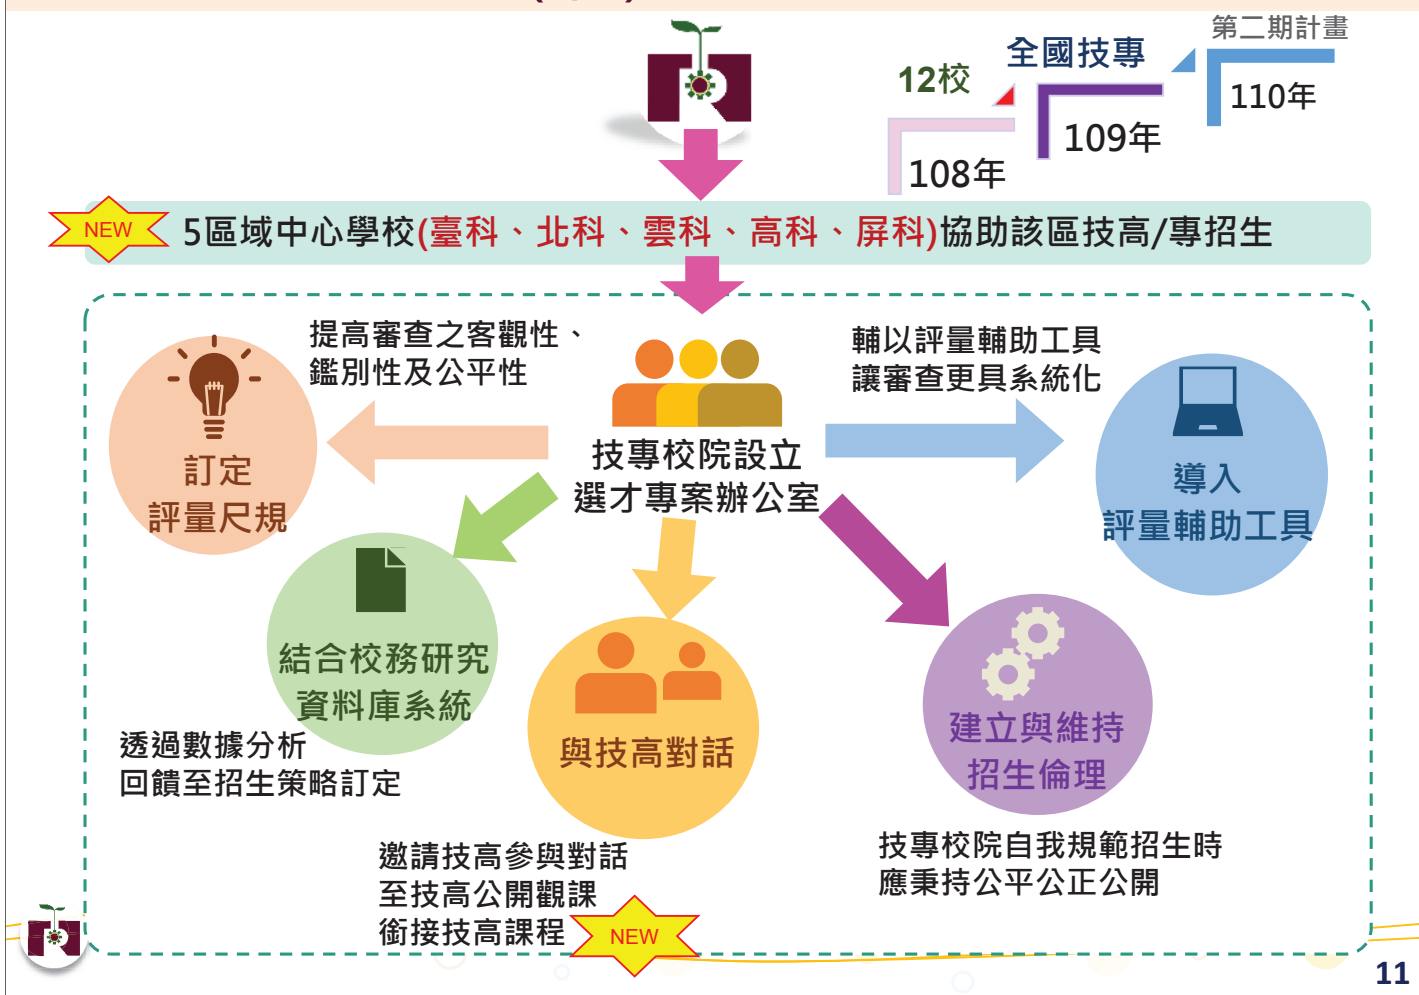 第二期計畫
全國技專
12校
110年
109年
108年
NEW
5區域中心學校(臺科、北科、雲科、高科、屏科)協助該區技高/專招生
提高審查之客觀性、
鑑別性及公平性
輔以評量輔助工具
讓審查更具系統化
技專校院設立
選才專案辦公室
訂定
評量尺規
導入
評量輔助工具
結合校務研究
資料庫系統
透過數據分析
回饋至招生策略訂定
與技高對話
建立與維持
招生倫理
邀請技高參與對話
至技高公開觀課
銜接技高課程
NEW
技專校院自我規範招生時
應秉持公平公正公開
11